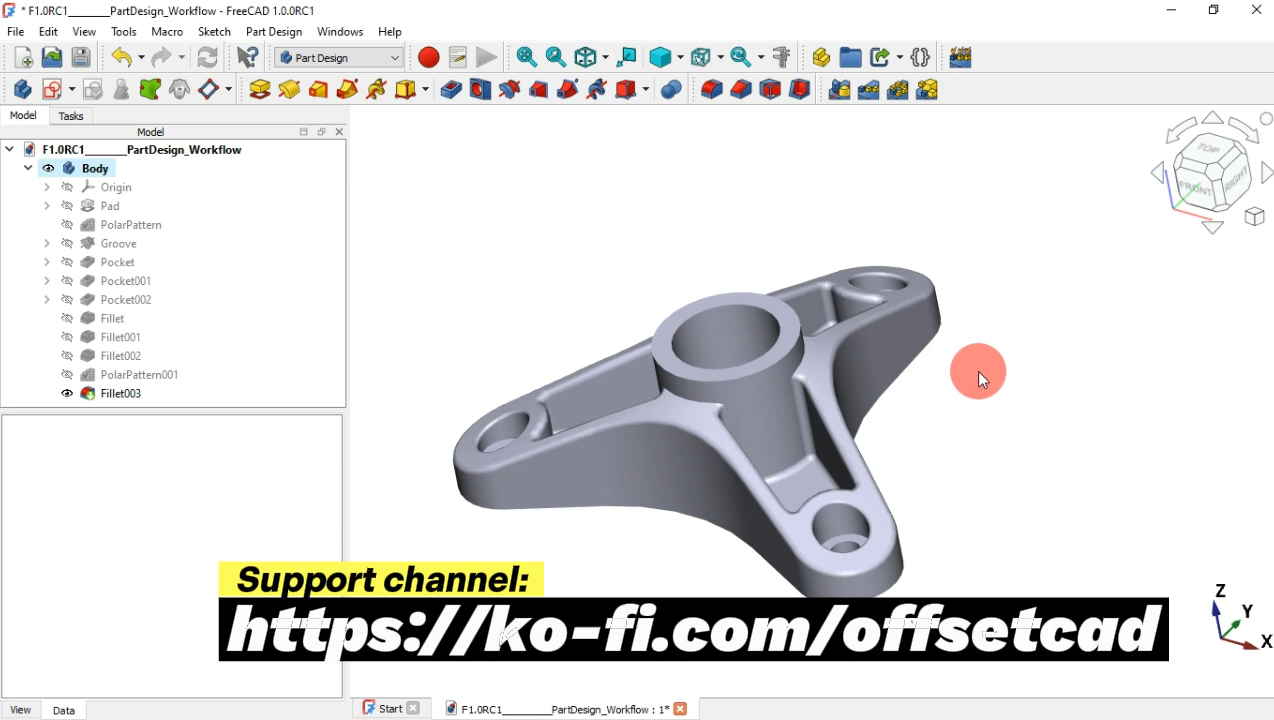 * F1.0RC1_______PartDesign_Workflow - FreeCAD 1.0.0RC1
File Edit View Tools Macro Sketch Part Design Windows Help
Part Design
Model Tasks
Model
F1.0RC1_______PartDesign_Workflow
Body
Origin
Pad
PolarPattern
Groove
Pocket
Pocket001
Pocket002
Fillet
Fillet001
Fillet002
PolarPattern001
Fillet003
TOP
FRONT
RIGHT
Support channel:
https://ko-fi.com/offsetcad
Z
Y
X
View Data
Start
F1.0RC1_______PartDesign_Workflow : 1*